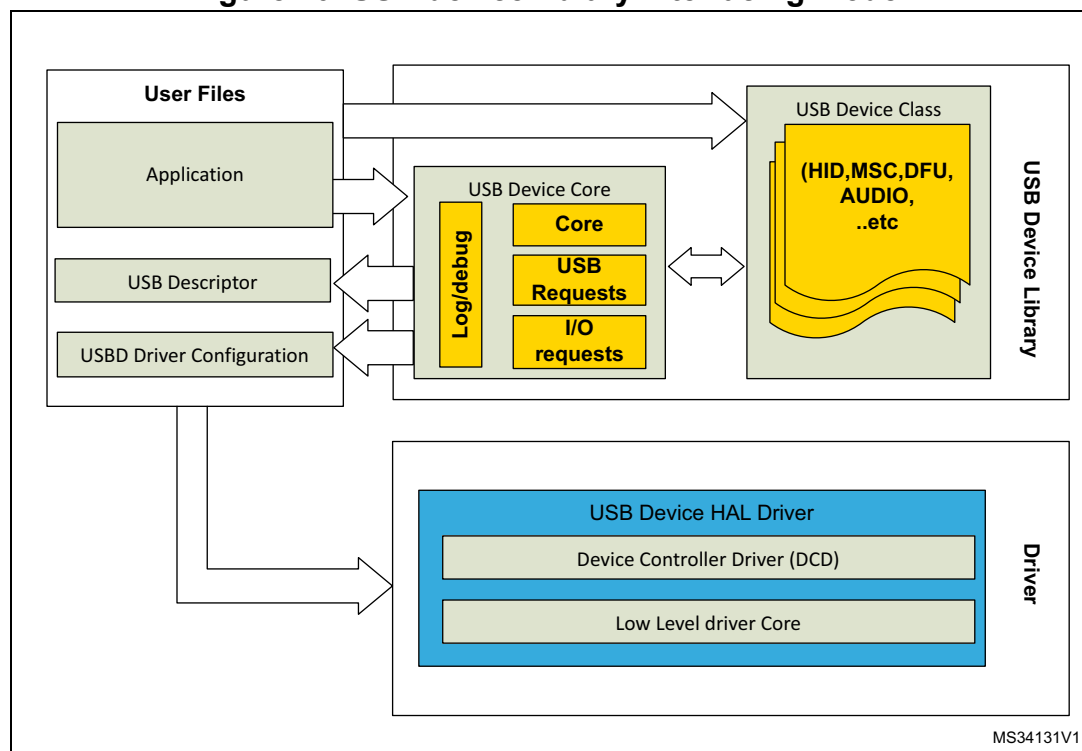 User Files
Application
USB Descriptor
USBD Driver Configuration
USB Device Core
Log/debug
Core
USB
Requests
I/O
requests
USB Device Class
(HID,MSC,DFU,
AUDIO,
..etc
USB Device Library
USB Device HAL Driver
Device Controller Driver (DCD)
Low Level driver Core
Driver
MS34131V1